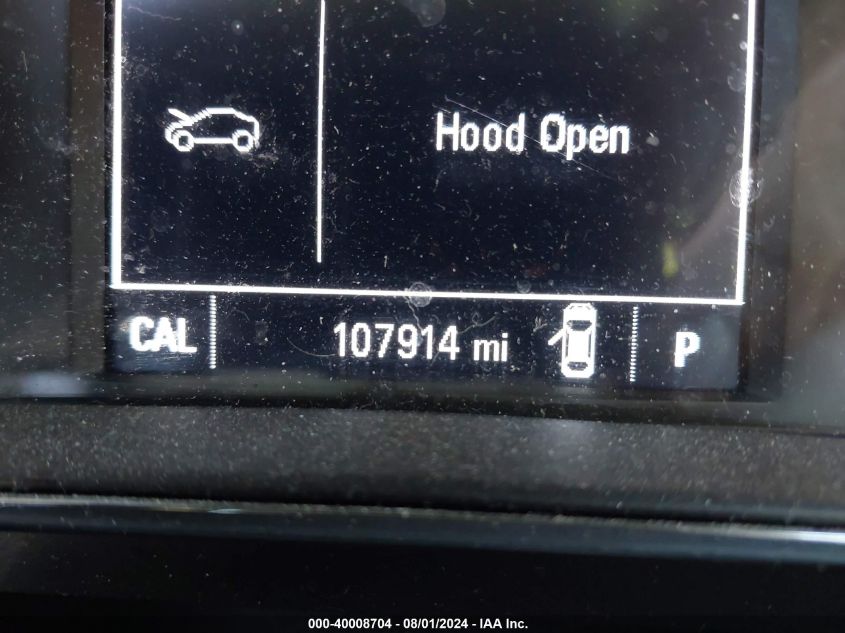 Hood Open
CAL 107914 mi P
000-40008704 - 08/01/2024 - IAA Inc.